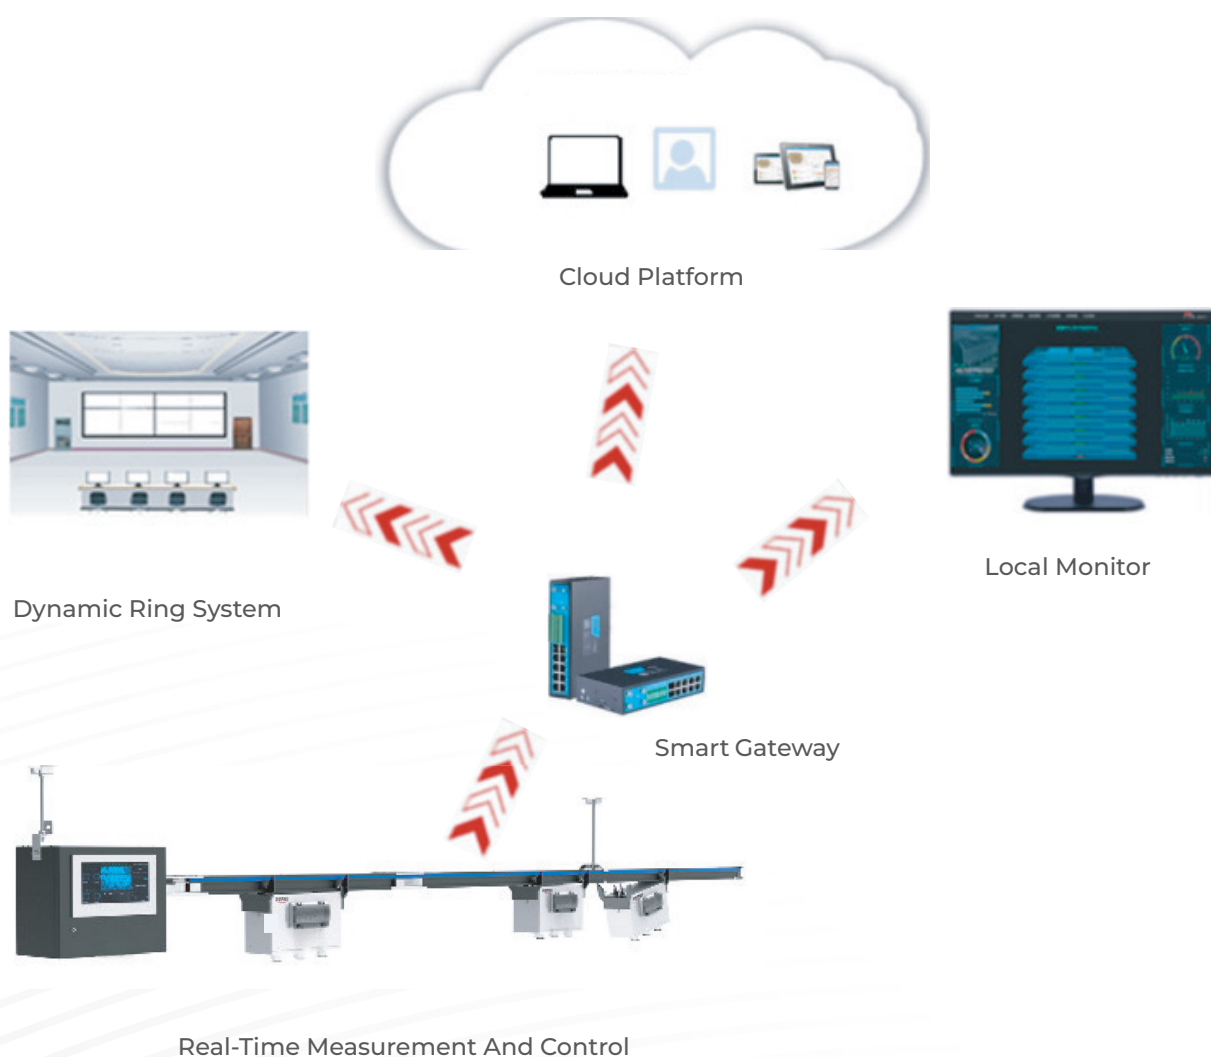 Cloud Platform
Local Monitor
Dynamic Ring System
Smart Gateway
Real-Time Measurement And Control